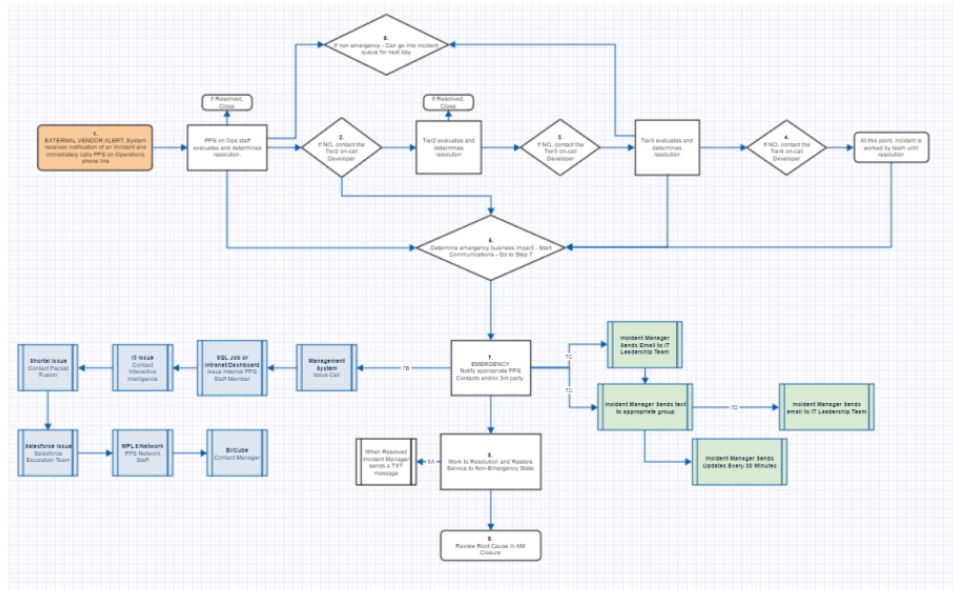 If non emergency - Can go into incident
queue for next day
If Resolved,
Close
If Resolved,
Close
1.
EXTERNAL VENDOR ALERT: System
receives notification of an incident and
immediately calls PPS on Operations
phone line
PPS on Ops staff
evaluates and determines
resolution.
2.
If NO, contact the
Tier2 on-call
Developer
Tier2 evaluates and
determines
resolution
3.
If NO, contact the
Tier3 on-call
Developer
Tier3 evaluates and
determines
resolution
4.
If NO, contact the
Tier4 on-call
Developer
At this point, incident is
worked by team until
resolution
Determine emergency business impact - Start
Communications - Go to Step 7
Shortel Issue
Contact Packet
Fusion
Issue
Contact
Interactive
Intelligence
SQL Job or
Intranet/Dashboard
Issue Internal PPS
Staff Member
Management
System
Issue Call
7B
7.
EMERGENCY
Notify appropriate PPS
Contacts and/or 3rd party
7C
7C
Incident Manager
Sends Email to IT
Leadership Team
Incident Manager Sends text
to appropriate group
7D
Incident Manager Sends
email to IT Leadership Team
Incident Manager Sends
Updates Every 30 Minutes
Salesforce Issue
Salesforce
Escalation Team
MPLS/Network
PPS Network
Staff
BI/Cube
Contact Manager
When Resolved
Incident Manager
sends a TXT
message
Work to Resolution and Restore
Service to Non-Emergency State
Review Root Cause in AM
Closure